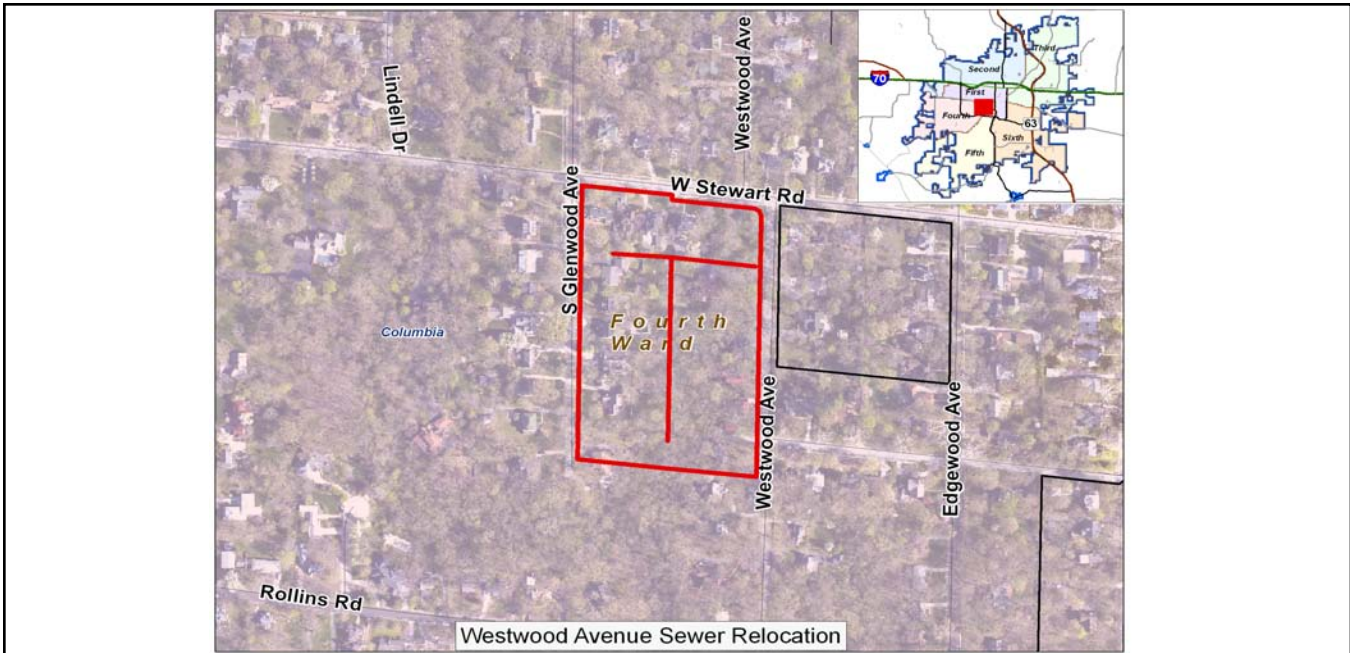 Westwood Ave
Lindell Dr
W Stewart Rd
S Glenwood Ave
Columbia
Fourth
Ward
Westwood Ave
Edgewood Ave
Rollins Rd
Westwood Avenue Sewer Relocation
Third
Second
70
First
Fourth
63
Sixth
Fifth